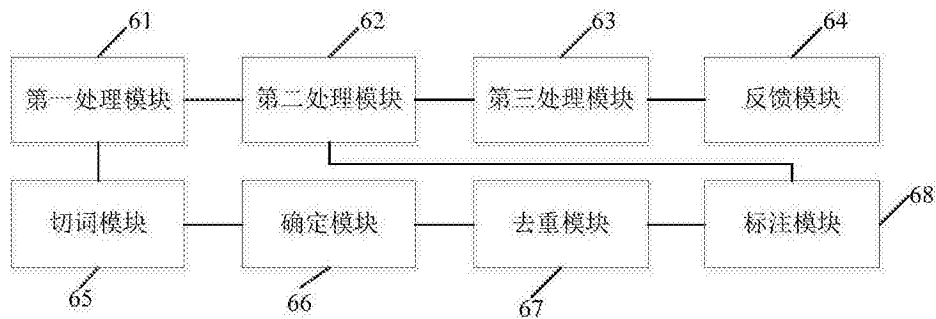 61 62 63 64
第一处理模块 第二处理模块 第三处理模块 反馈模块
切词模块 确定模块 去重模块 标注模块 68
65 66 67